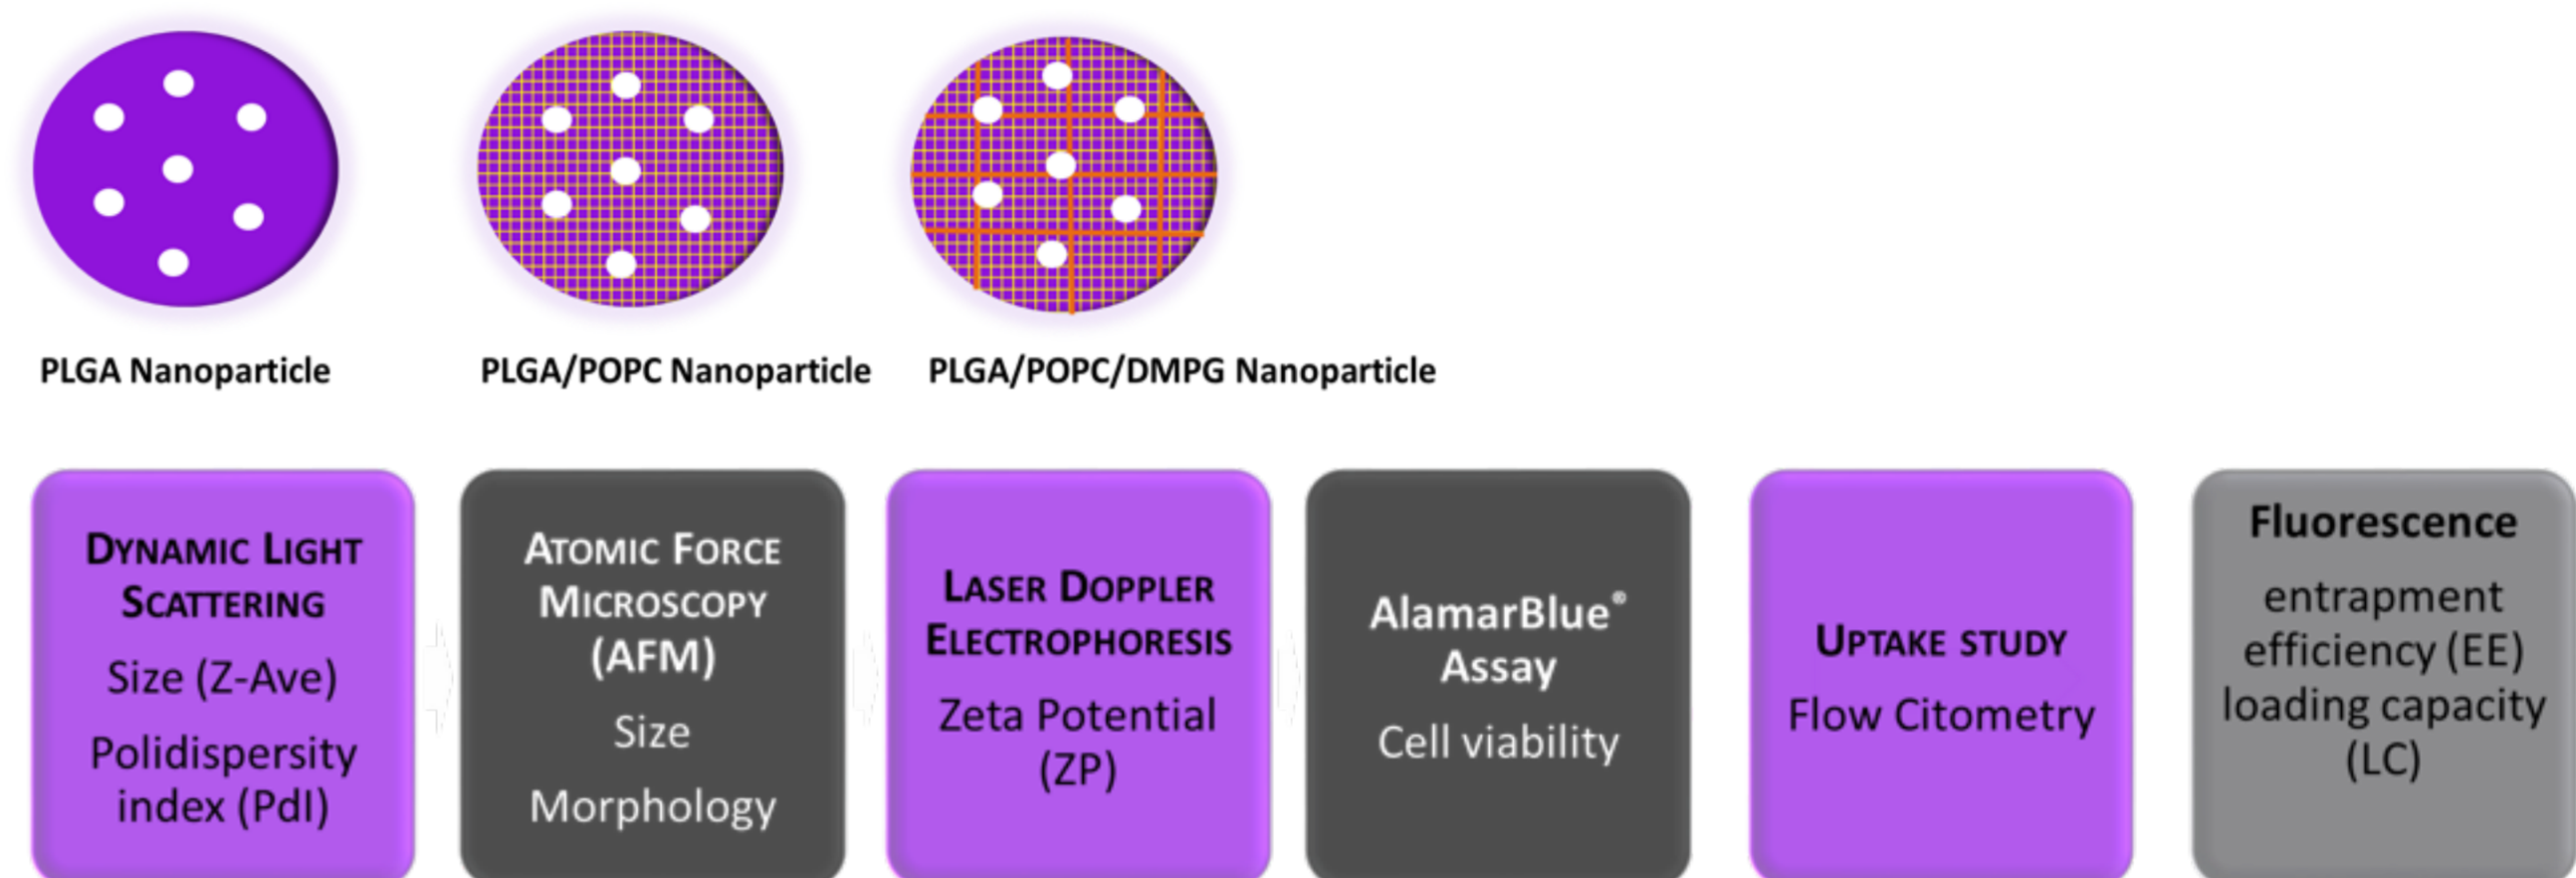 PLGA Nanoparticle
PLGA/POPC Nanoparticle
PLGA/POPC/DMPG Nanoparticle
DYNAMIC LIGHT
SCATTERING
Size (Z-Ave)
Polidispersity
index (PdI)
ATOMIC FORCE
MICROSCOPY
(AFM)
Size
Morphology
LASER DOPPLER
ELECTROPHORESIS
Zeta Potential
(ZP)
AlamarBlue®
Assay
Cell viability
UPTAKE STUDY
Flow Citometry
Fluorescence
entrapment
efficiency (EE)
loading capacity
(LC)